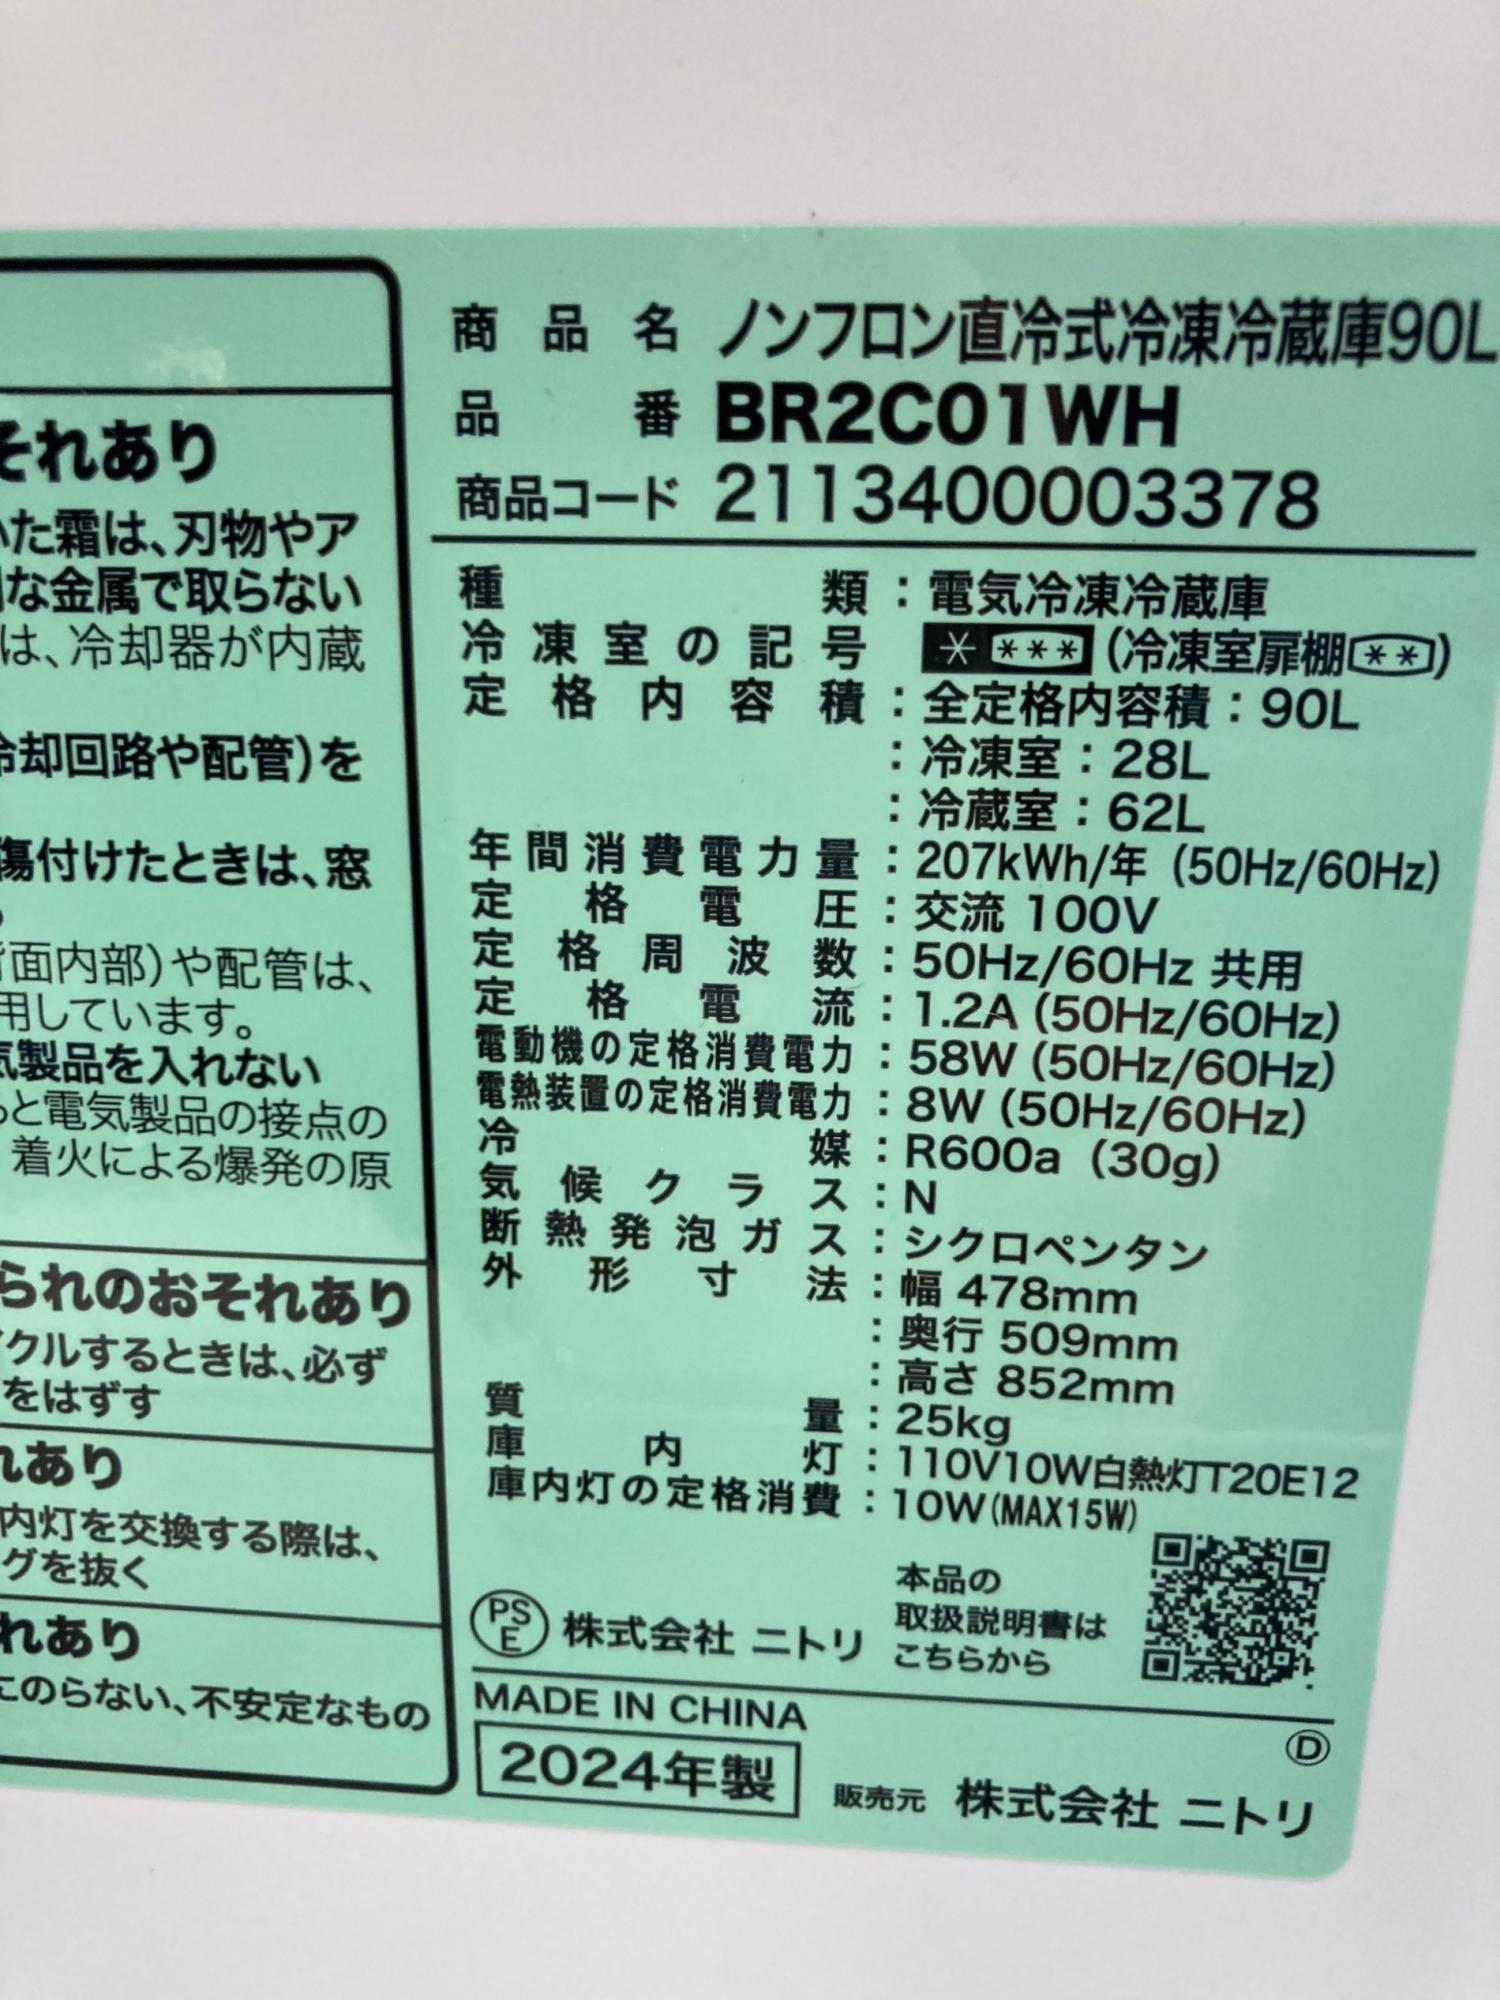 それあり
た霜は、刃物やア
な金属で取らない
は、冷却器が内蔵
冷却回路や配管)を
傷付けたときは、窓
面内部)や配管は、
用しています。
気製品を入れない
と電気製品の接点の
着火による爆発の原
られのおそれあり
クルするときは、必ず
をはずす
れあり
内灯を交換する際は、
グを抜く
れあり
このらない、不安定なもの
商品名 ノンフロン直冷式冷凍冷蔵庫90L
品番 BR2C01WH
商品コード 2113400003378
種類:電気冷凍冷蔵庫
冷凍室の記号 * *** (冷凍室扉棚**)
定格内容積:全定格内容積:90L
:冷凍室:28L
:冷蔵室:62L
年間消費電力量:207kWh/年 (50Hz/60Hz)
定格電圧:交流 100V
定格周波数:50Hz/60Hz 共用
定格電流:1.2A (50Hz/60Hz)
電動機の定格消費電力:58W (50Hz/60Hz)
電熱装置の定格消費電力:8W (50Hz/60Hz)
冷媒:R600a (30g)
気候クラス:N
断熱発泡ガス:シクロペンタン
外形寸法:幅 478mm
:奥行 509mm
:高さ 852mm
質量:25kg
庫内灯:110V10W白熱灯T20E12
庫内灯の定格消費:10W(MAX15W)
本品の
取扱説明書は
こちらから
PSE 株式会社 ニトリ
MADE IN CHINA
2024年製
D
販売元 株式会社 ニトリ